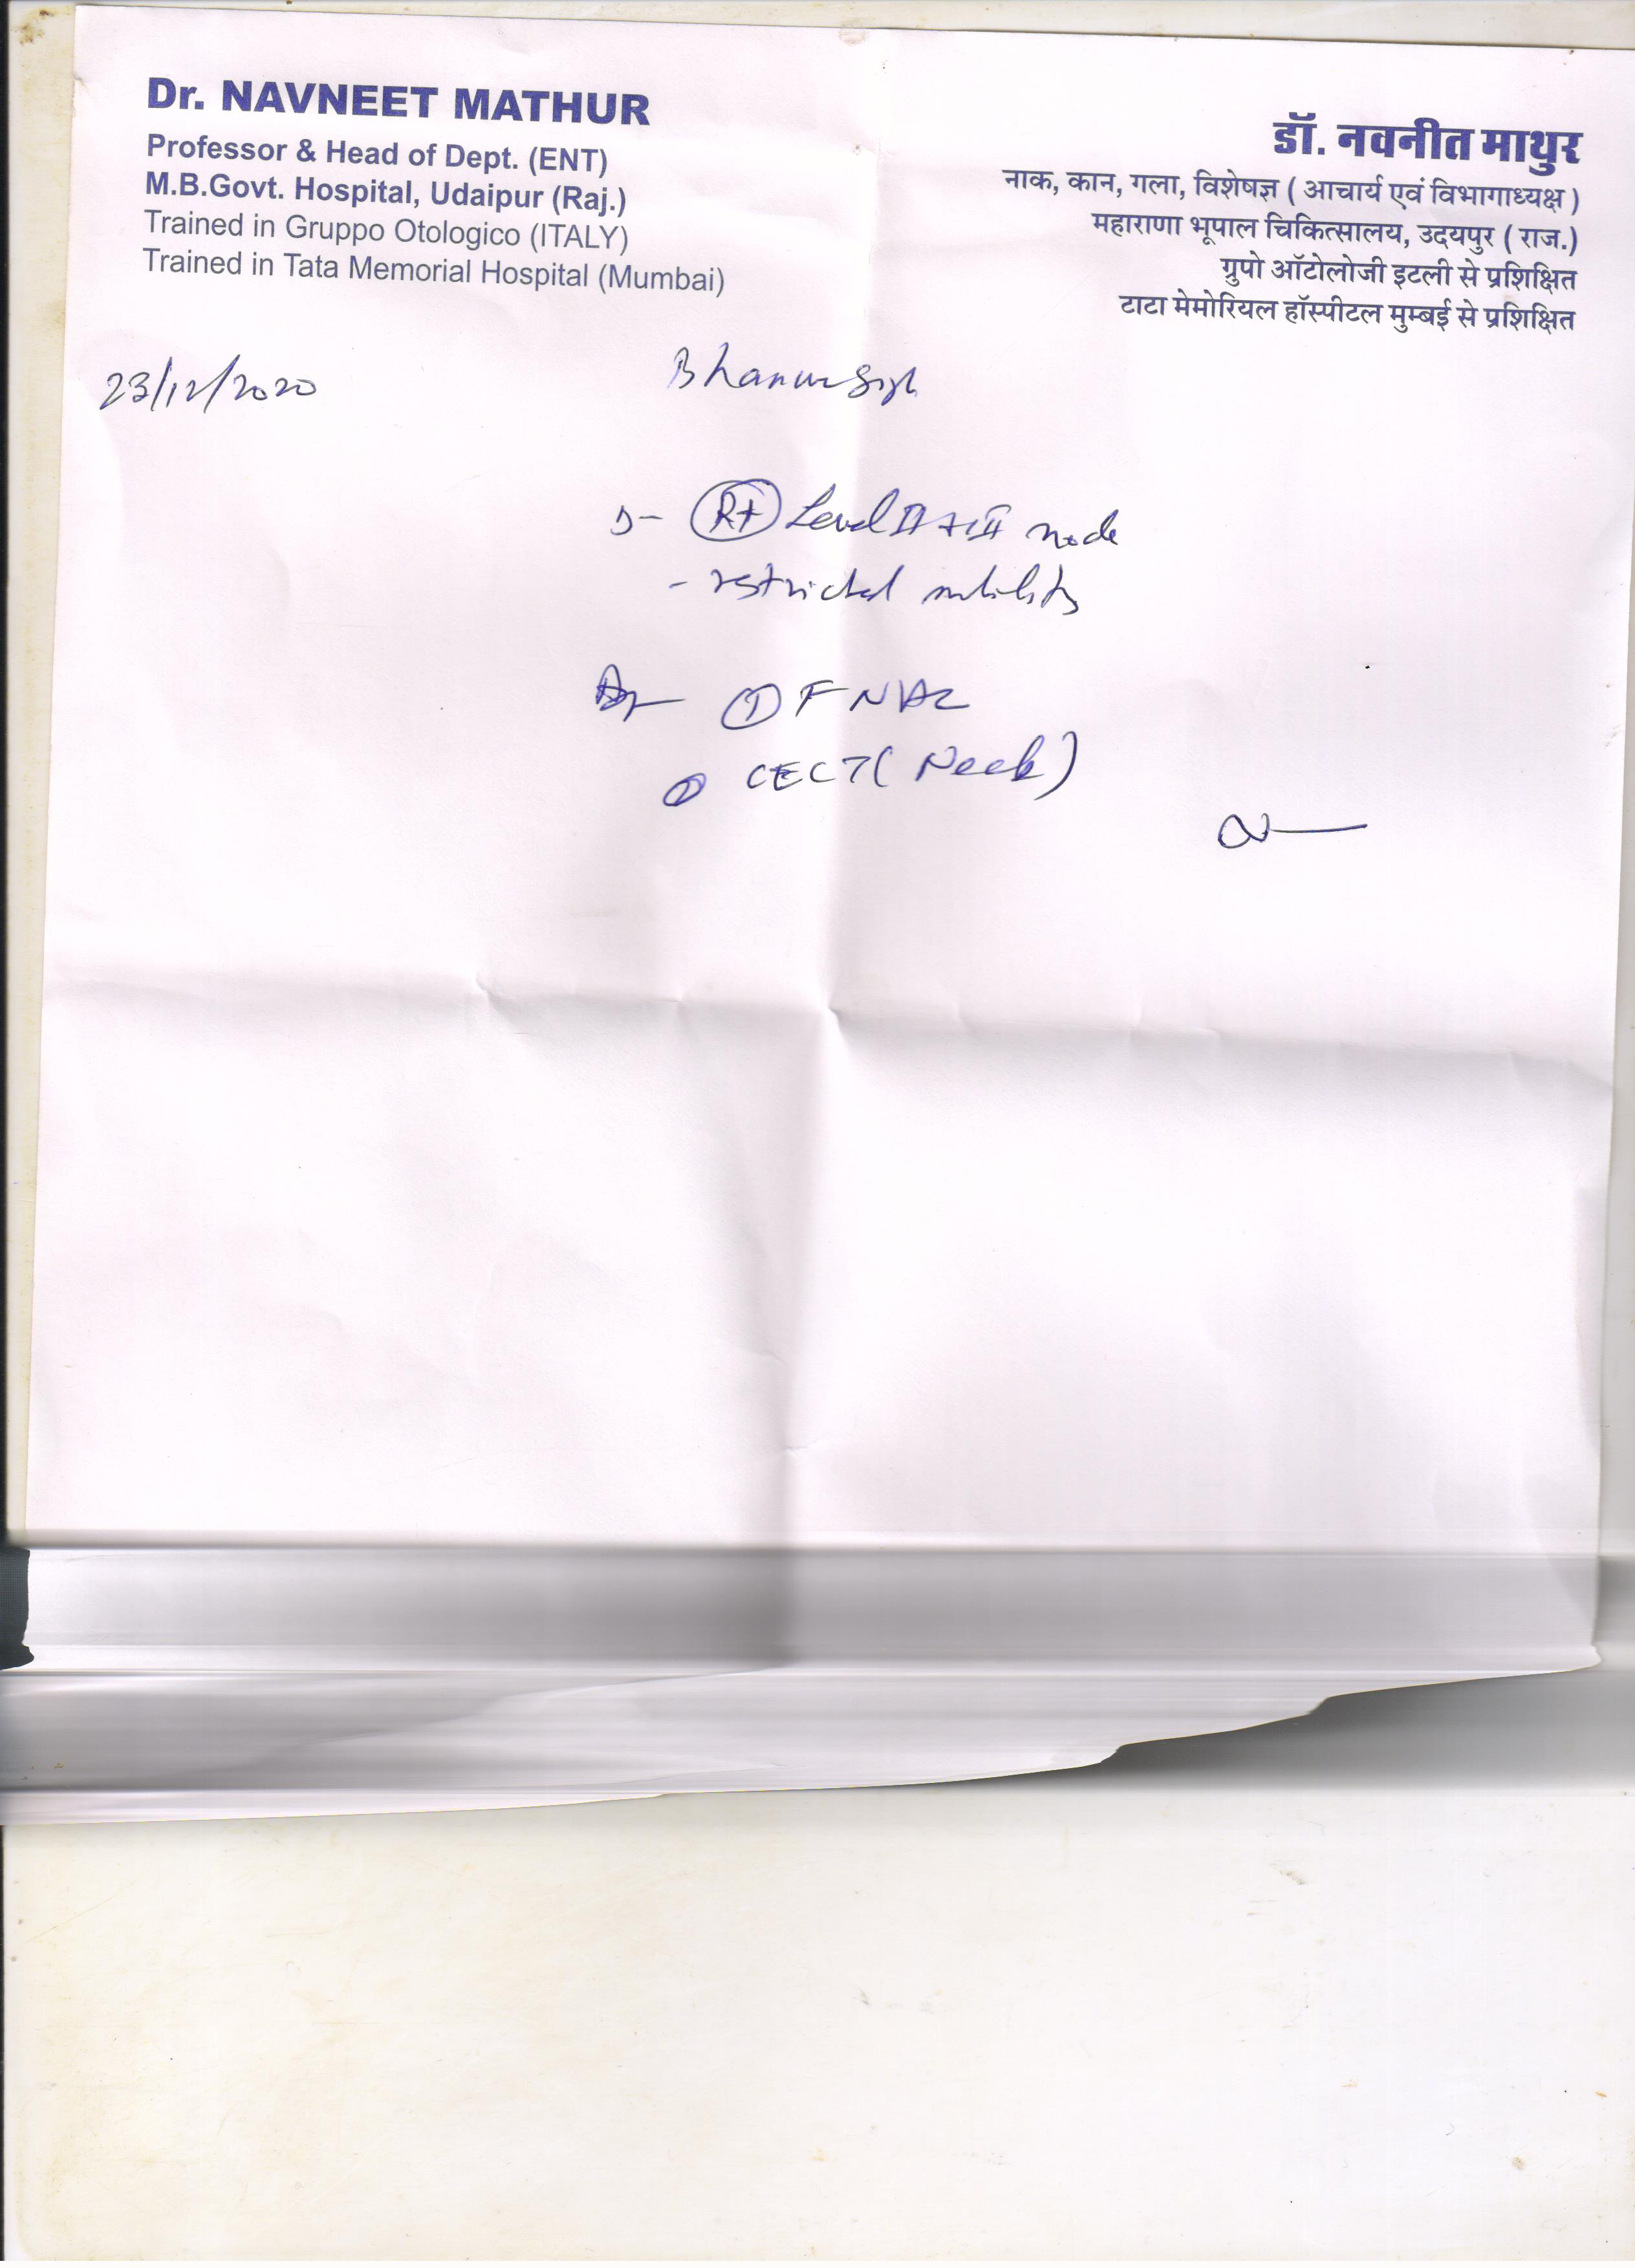 Dr. NAVNEET MATHUR
Professor & Head of Dept. (ENT)
M.B.Govt. Hospital, Udaipur (Raj.)
Trained in Gruppo Otologico (ITALY)
Trained in Tata Memorial Hospital (Mumbai)
डॉ. नवनीत माथुर
नाक, कान, गला, विशेषज्ञ ( आचार्य एवं विभागाध्यक्ष )
महाराणा भूपाल चिकित्सालय, उदयपुर ( राज.)
ग्रुपो ऑटोलोजी इटली से प्रशिक्षित
टाटा मेमोरियल हॉस्पीटल मुम्बई से प्रशिक्षित
23/12/2020
Rt Level II + III node
- restricted mobility
① FNAC
② CECT ( Neck )